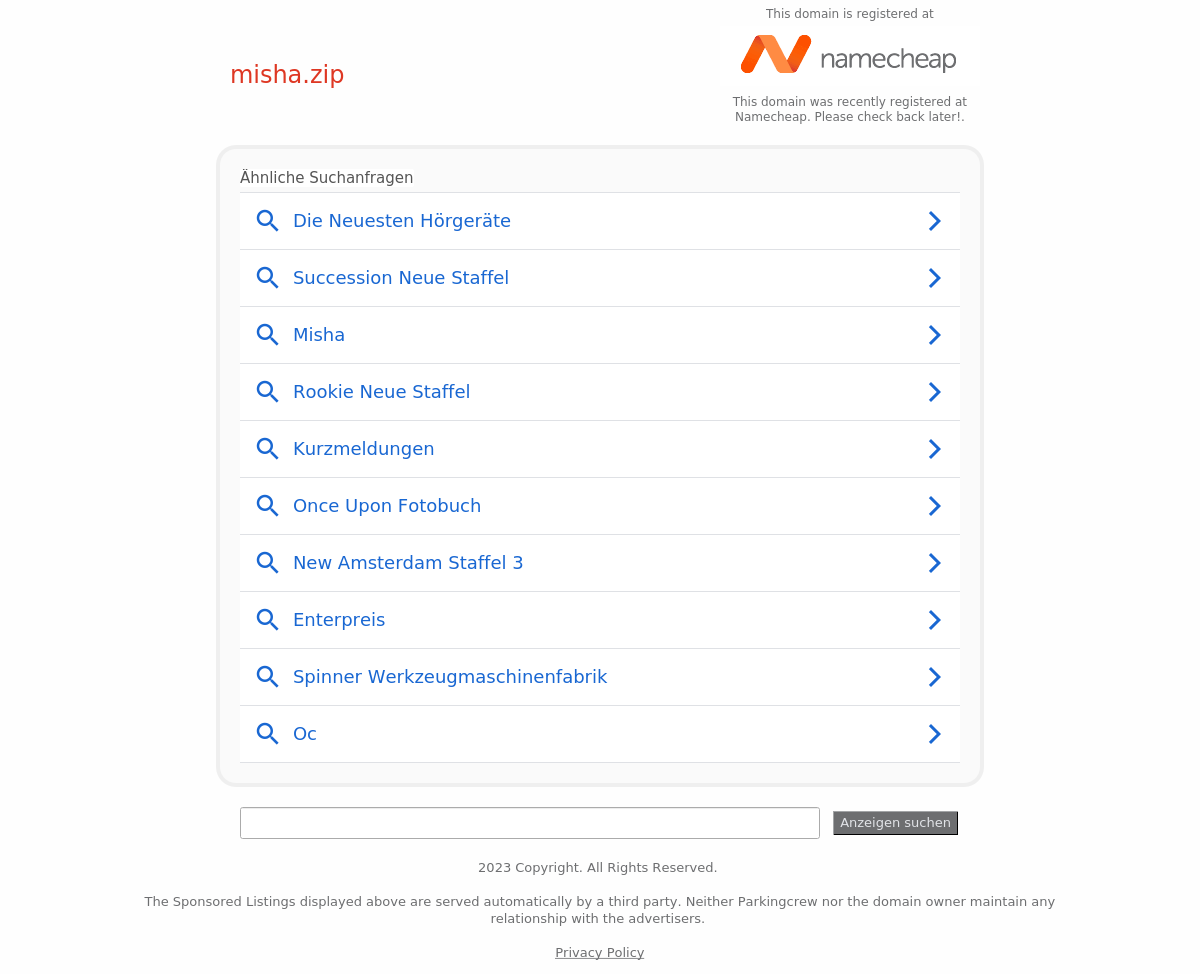 This domain is registered at
namecheap
misha.zip
This domain was recently registered at
Namecheap. Please check back later!.
Ähnliche Suchanfragen
Die Neuesten Hörgeräte
Succession Neue Staffel
Misha
Rookie Neue Staffel
Kurzmeldungen
Once Upon Fotobuch
New Amsterdam Staffel 3
Enterpreis
Spinner Werkzeugmaschinenfabrik
Oc
Anzeigen suchen
2023 Copyright. All Rights Reserved.
The Sponsored Listings displayed above are served automatically by a third party. Neither Parkingcrew nor the domain owner maintain any
relationship with the advertisers.
Privacy Policy